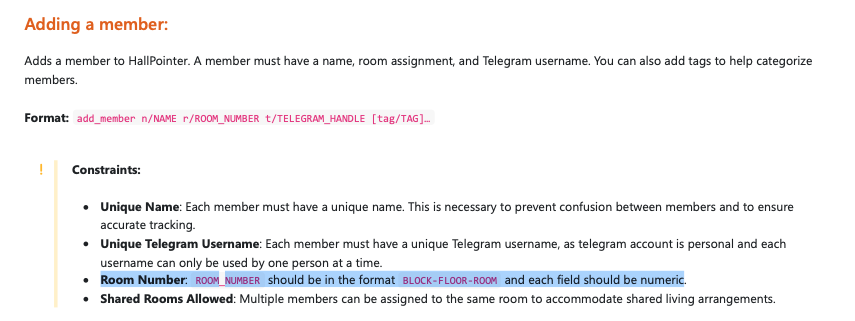 Adding a member:
Adds a member to HallPointer. A member must have a name, room assignment, and Telegram username. You can also add tags to help categorize
members.
Format: add_member n/NAME r/ROOM_NUMBER t/TELEGRAM_HANDLE [tag/TAG]…
!
Constraints:
• Unique Name: Each member must have a unique name. This is necessary to prevent confusion between members and to ensure
accurate tracking.
• Unique Telegram Username: Each member must have a unique Telegram username, as telegram account is personal and each
username can only be used by one person at a time.
• Room Number: ROOM_NUMBER should be in the format BLOCK-FLOOR-ROOM and each field should be numeric.
• Shared Rooms Allowed: Multiple members can be assigned to the same room to accommodate shared living arrangements.